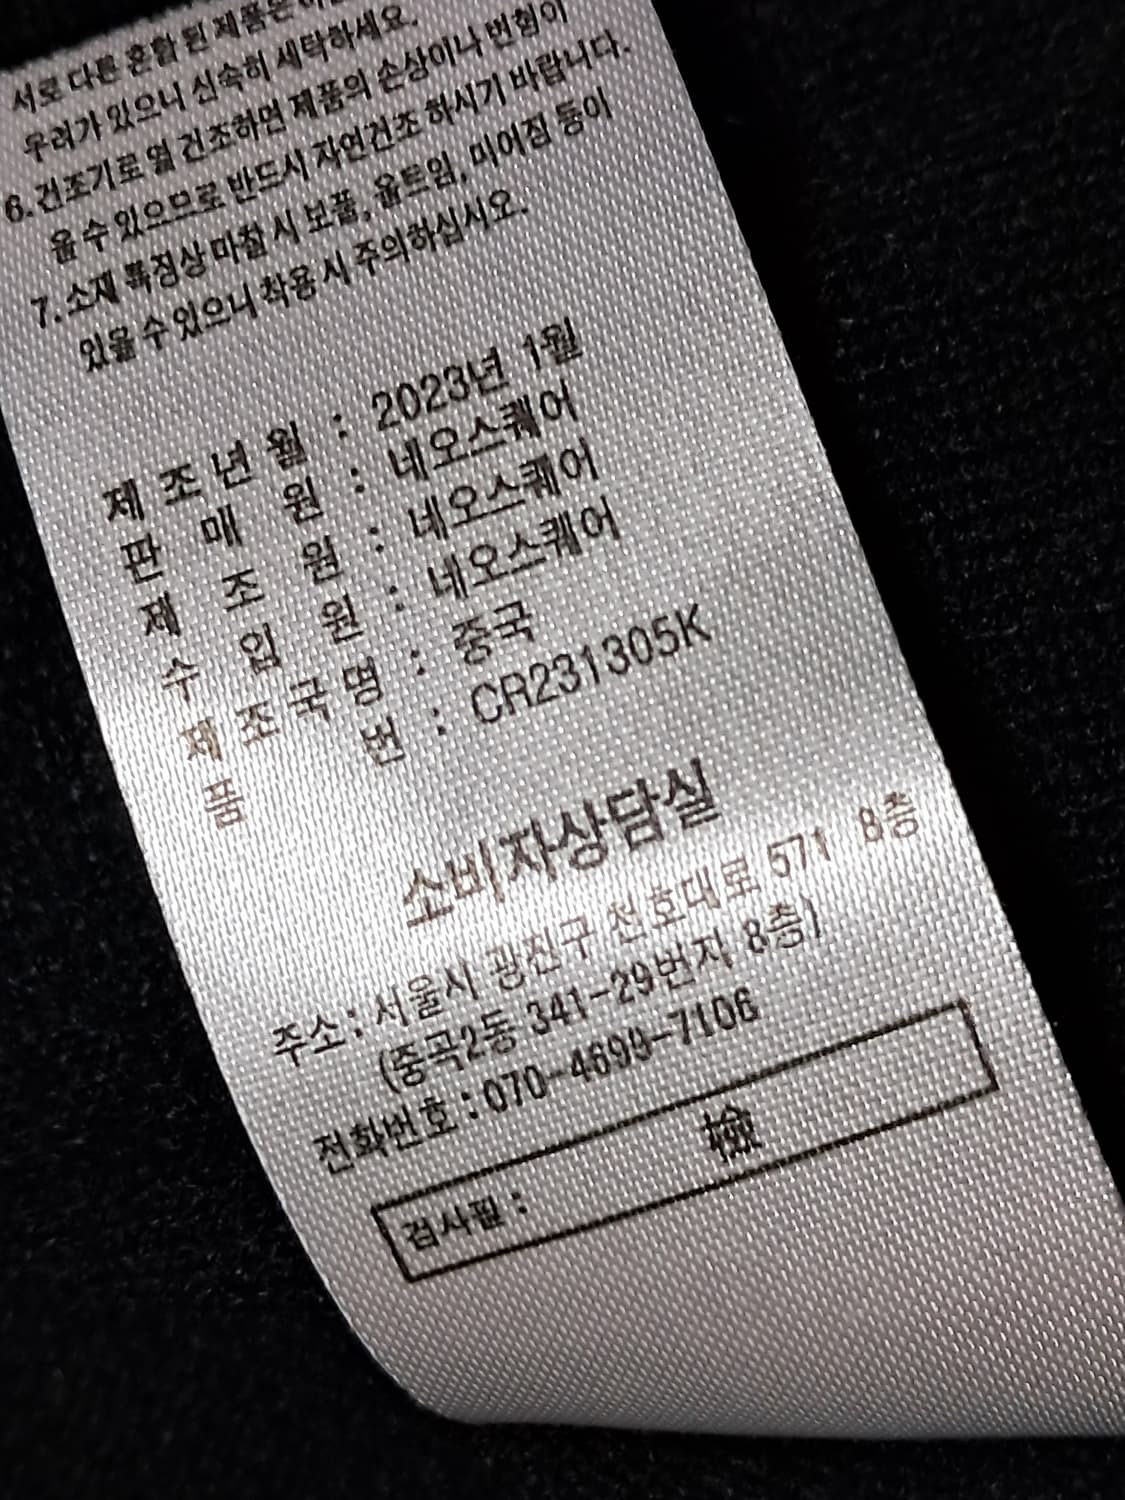 서로 다른 혼합 된 제품은
우려가 있으니 신속히 세탁하세요.
6. 건조기로 열 건조하면 제품의 손상이나 변형이
올 수 있으므로 반드시 자연건조 하시기 바랍니다.
7. 소재 특정상 마찰 시 보풀, 올트임, 미어짐 등이
있을 수 있으니 착용 시 주의하십시오.
제조년월 : 2023년 1월
판매원 : 네오스퀘어
제조원 : 네오스퀘어
수입원 : 네오스퀘어
제조국명 : 중국
품번 : CR231305K
소비자상담실
주소 : 서울시 광진구 천호대로 571 8층
(중곡2동 341-29번지 8층)
전화번호 : 070-4699-7106
검사필 : 檢